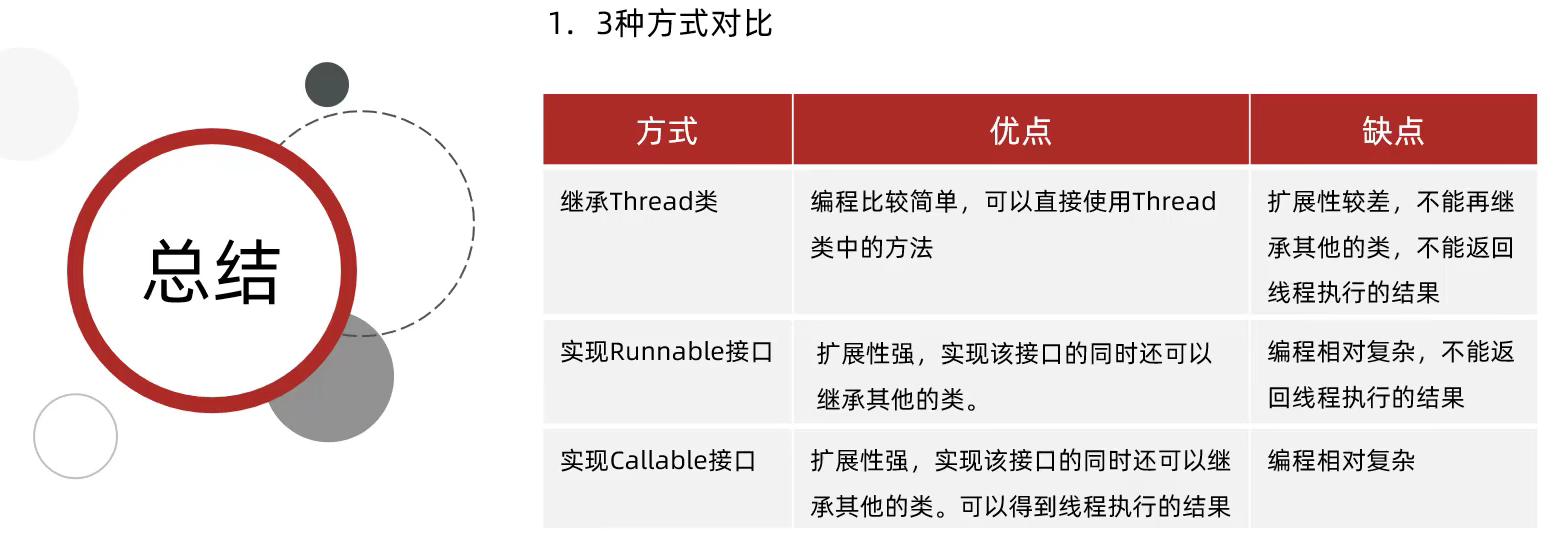 总结
1. 3种方式对比
方式 优点 缺点
继承Thread类
编程比较简单，可以直接使用Thread
类中的方法
扩展性较差，不能再继
承其他的类，不能返回
线程执行的结果
实现Runnable接口
扩展性强，实现该接口的同时还可以
继承其他的类。
编程相对复杂，不能返
回线程执行的结果
实现Callable接口
扩展性强，实现该接口的同时还可以继
承其他的类。可以得到线程执行的结果
编程相对复杂